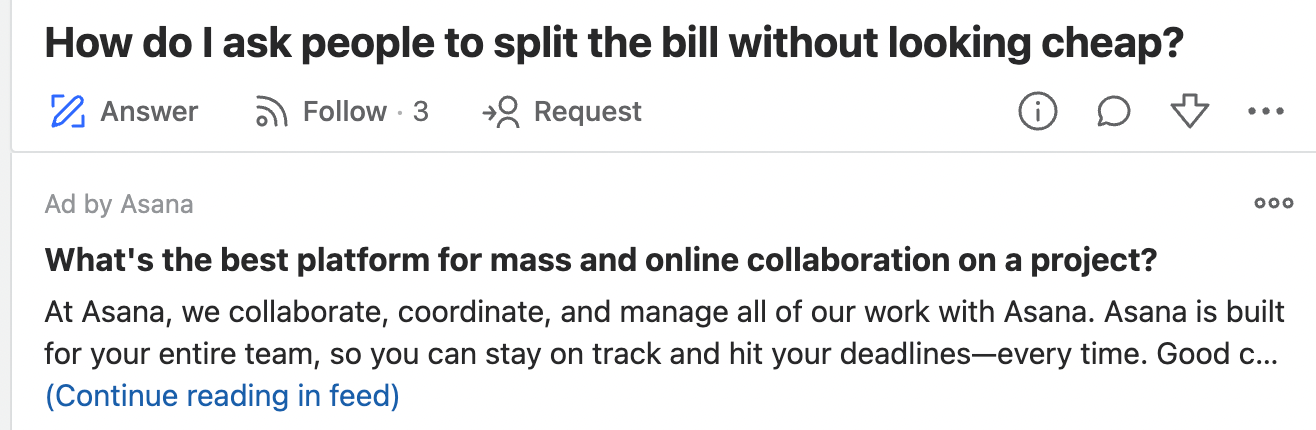 How do I ask people to split the bill without looking cheap?
Answer Follow · 3 Request
Ad by Asana
What's the best platform for mass and online collaboration on a project?
At Asana, we collaborate, coordinate, and manage all of our work with Asana. Asana is built
for your entire team, so you can stay on track and hit your deadlines—every time. Good c...
(Continue reading in feed)